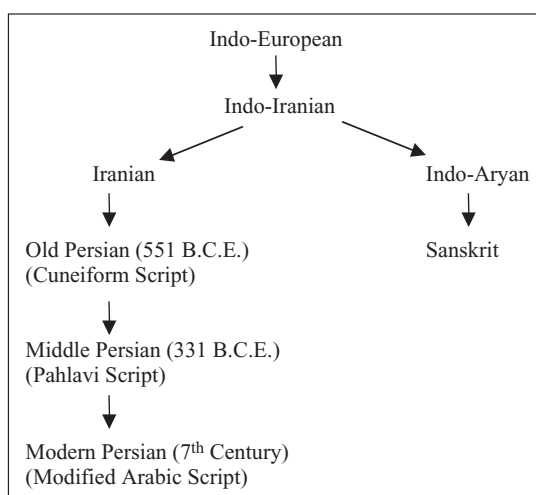 Indo-European
Indo-Iranian
Iranian
Indo-Aryan
Old Persian (551 B.C.E.)
(Cuneiform Script)
Sanskrit
Middle Persian (331 B.C.E.)
(Pahlavi Script)
Modern Persian (7th Century)
(Modified Arabic Script)